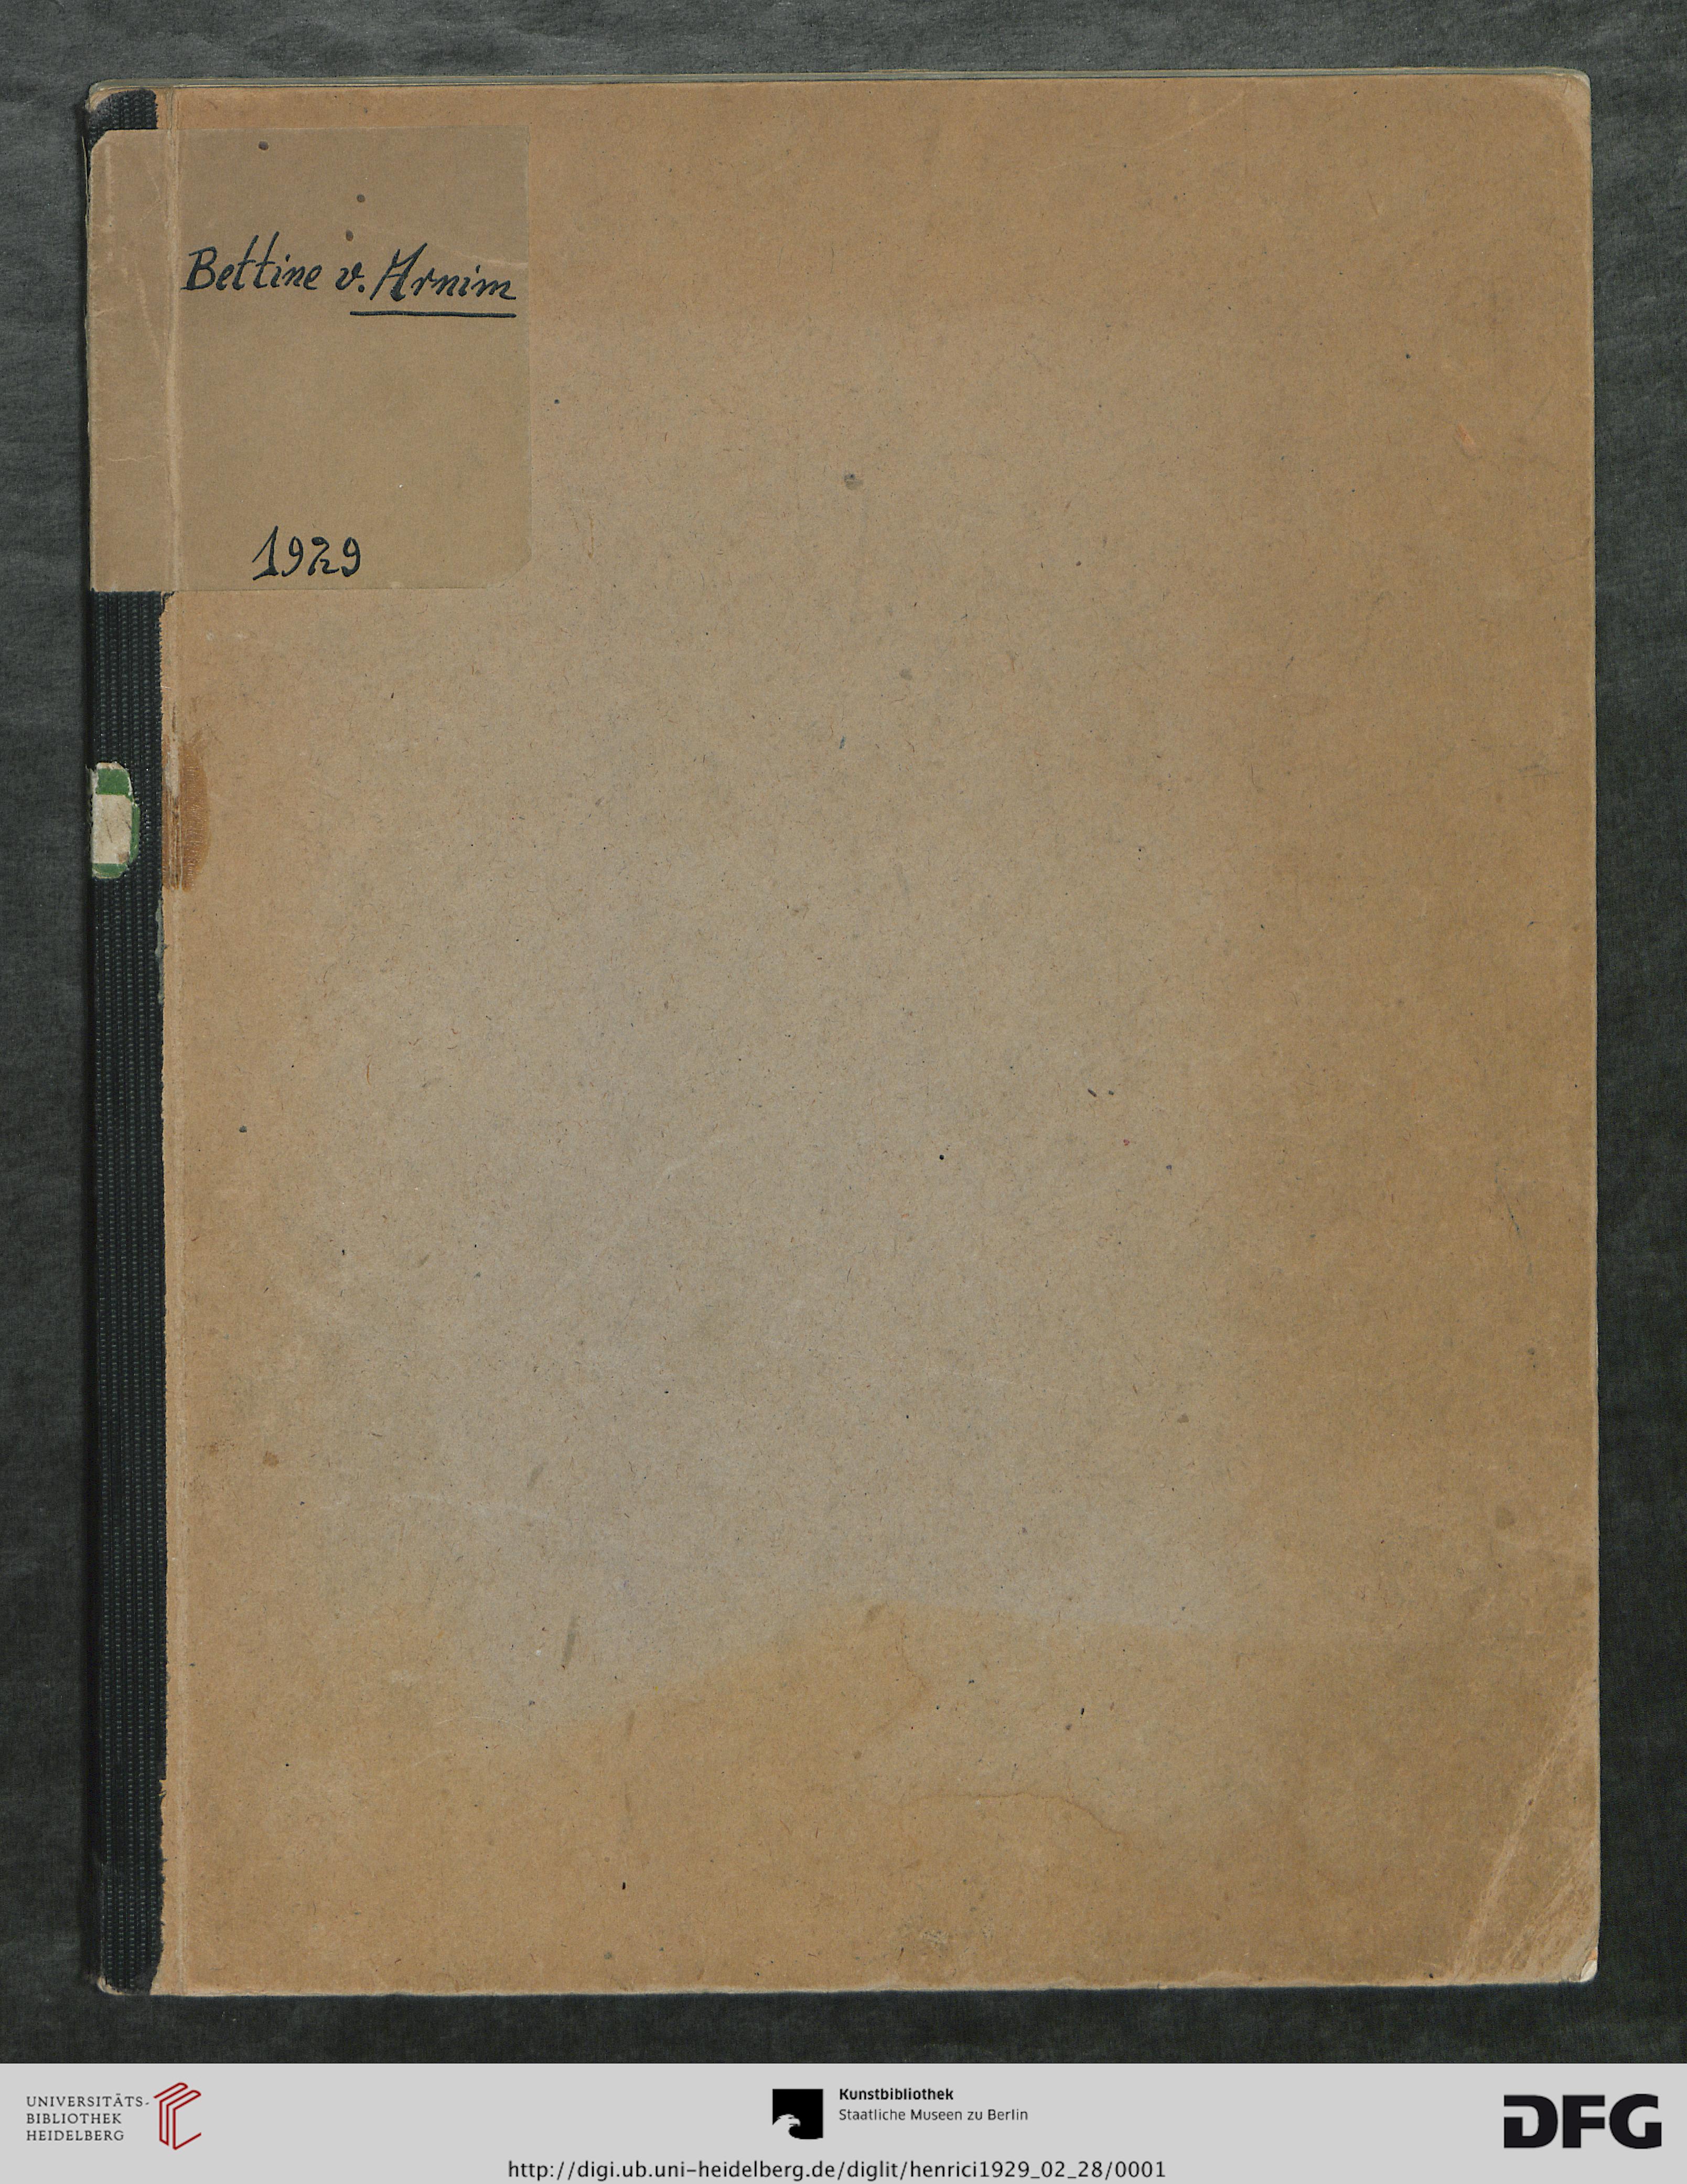 Bettine v. Arnim
1929
UNIVERSITÄTS-
BIBLIOTHEK
HEIDELBERG
Kunstbibliothek
Staatliche Museen zu Berlin
DFG
http://digi.ub.uni-heidelberg.de/diglit/henrici1929_02_28/0001